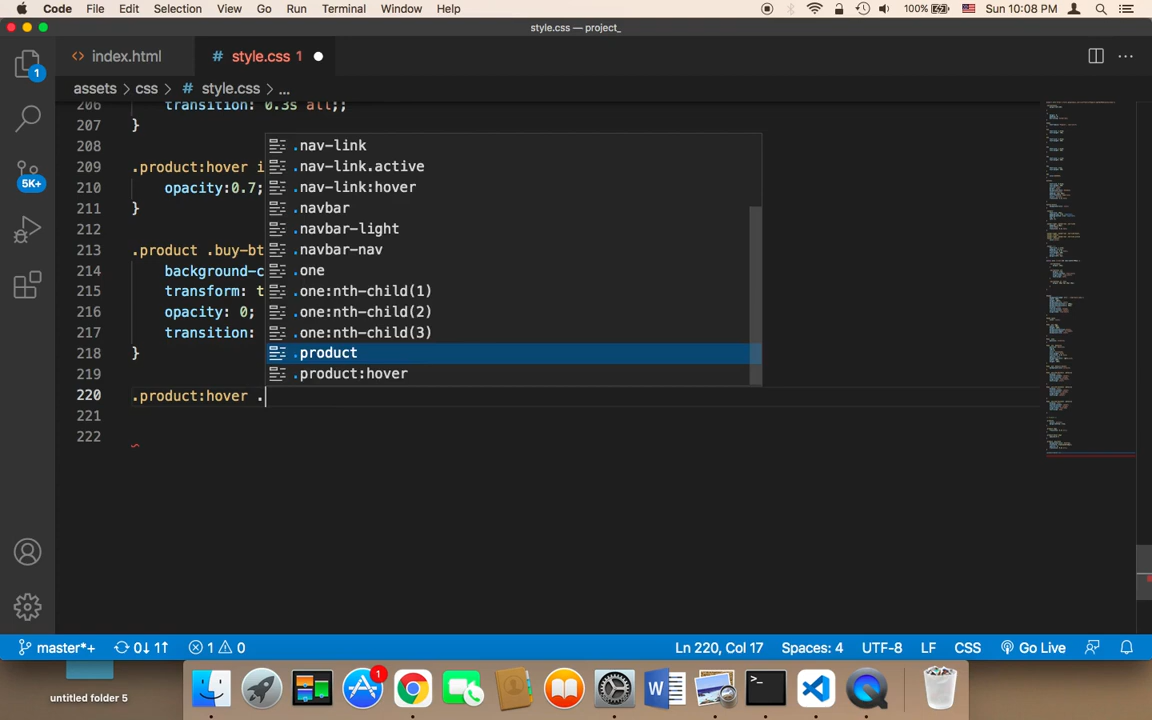 Code File Edit Selection View Go Run Terminal Window Help 100% Sun 10:08 PM
style.css — project_
<> index.html # style.css 1
assets > css > # style.css > ...
206 transition: 0.3s all;;
207 }
208
209 .product:hover i
210 opacity:0.7;
211 }
212
213 .product .buy-bt
214 background-c
215 transform: t
216 opacity: 0;
217 transition:
218 }
219
220 .product:hover .
221
222
.nav-link
.nav-link.active
.nav-link:hover
.navbar
.navbar-light
.navbar-nav
.one
.one:nth-child(1)
.one:nth-child(2)
.one:nth-child(3)
.product
.product:hover
1
5K+
master*+ 0↓ 1↑ 1 0 Ln 220, Col 17 Spaces: 4 UTF-8 LF CSS Go Live
1
untitled folder 5